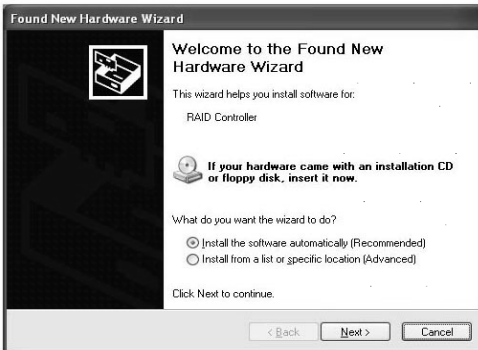 Found New Hardware Wizard
Welcome to the Found New
Hardware Wizard
This wizard helps you install software for:
RAID Controller
If your hardware came with an installation CD
or floppy disk, insert it now.
What do you want the wizard to do?
Install the software automatically (Recommended)
Install from a list or specific location (Advanced)
Click Next to continue.
< Back Next > Cancel